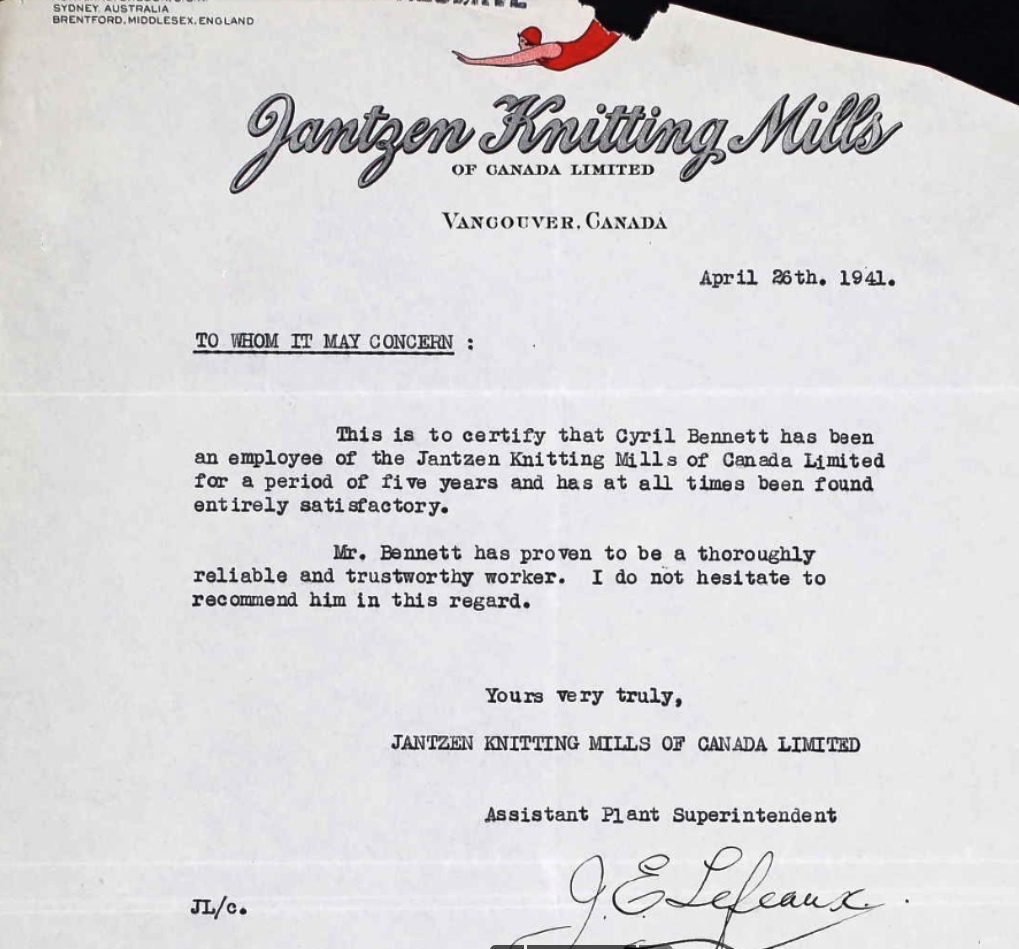 SYDNEY, AUSTRALIA
BRENTFORD, MIDDLESEX, ENGLAND
Jantzen Knitting Mills
OF CANADA LIMITED
VANCOUVER, CANADA
April 26th. 1941.
TO WHOM IT MAY CONCERN :
This is to certify that Cyril Bennett has been
an employee of the Jantzen Knitting Mills of Canada Limited
for a period of five years and has at all times been found
entirely satisfactory.
Mr. Bennett has proven to be a thoroughly
reliable and trustworthy worker. I do not hesitate to
recommend him in this regard.
Yours very truly,
JANTZEN KNITTING MILLS OF CANADA LIMITED
Assistant Plant Superintendent
J. E. Lefeaux.
JL/c.